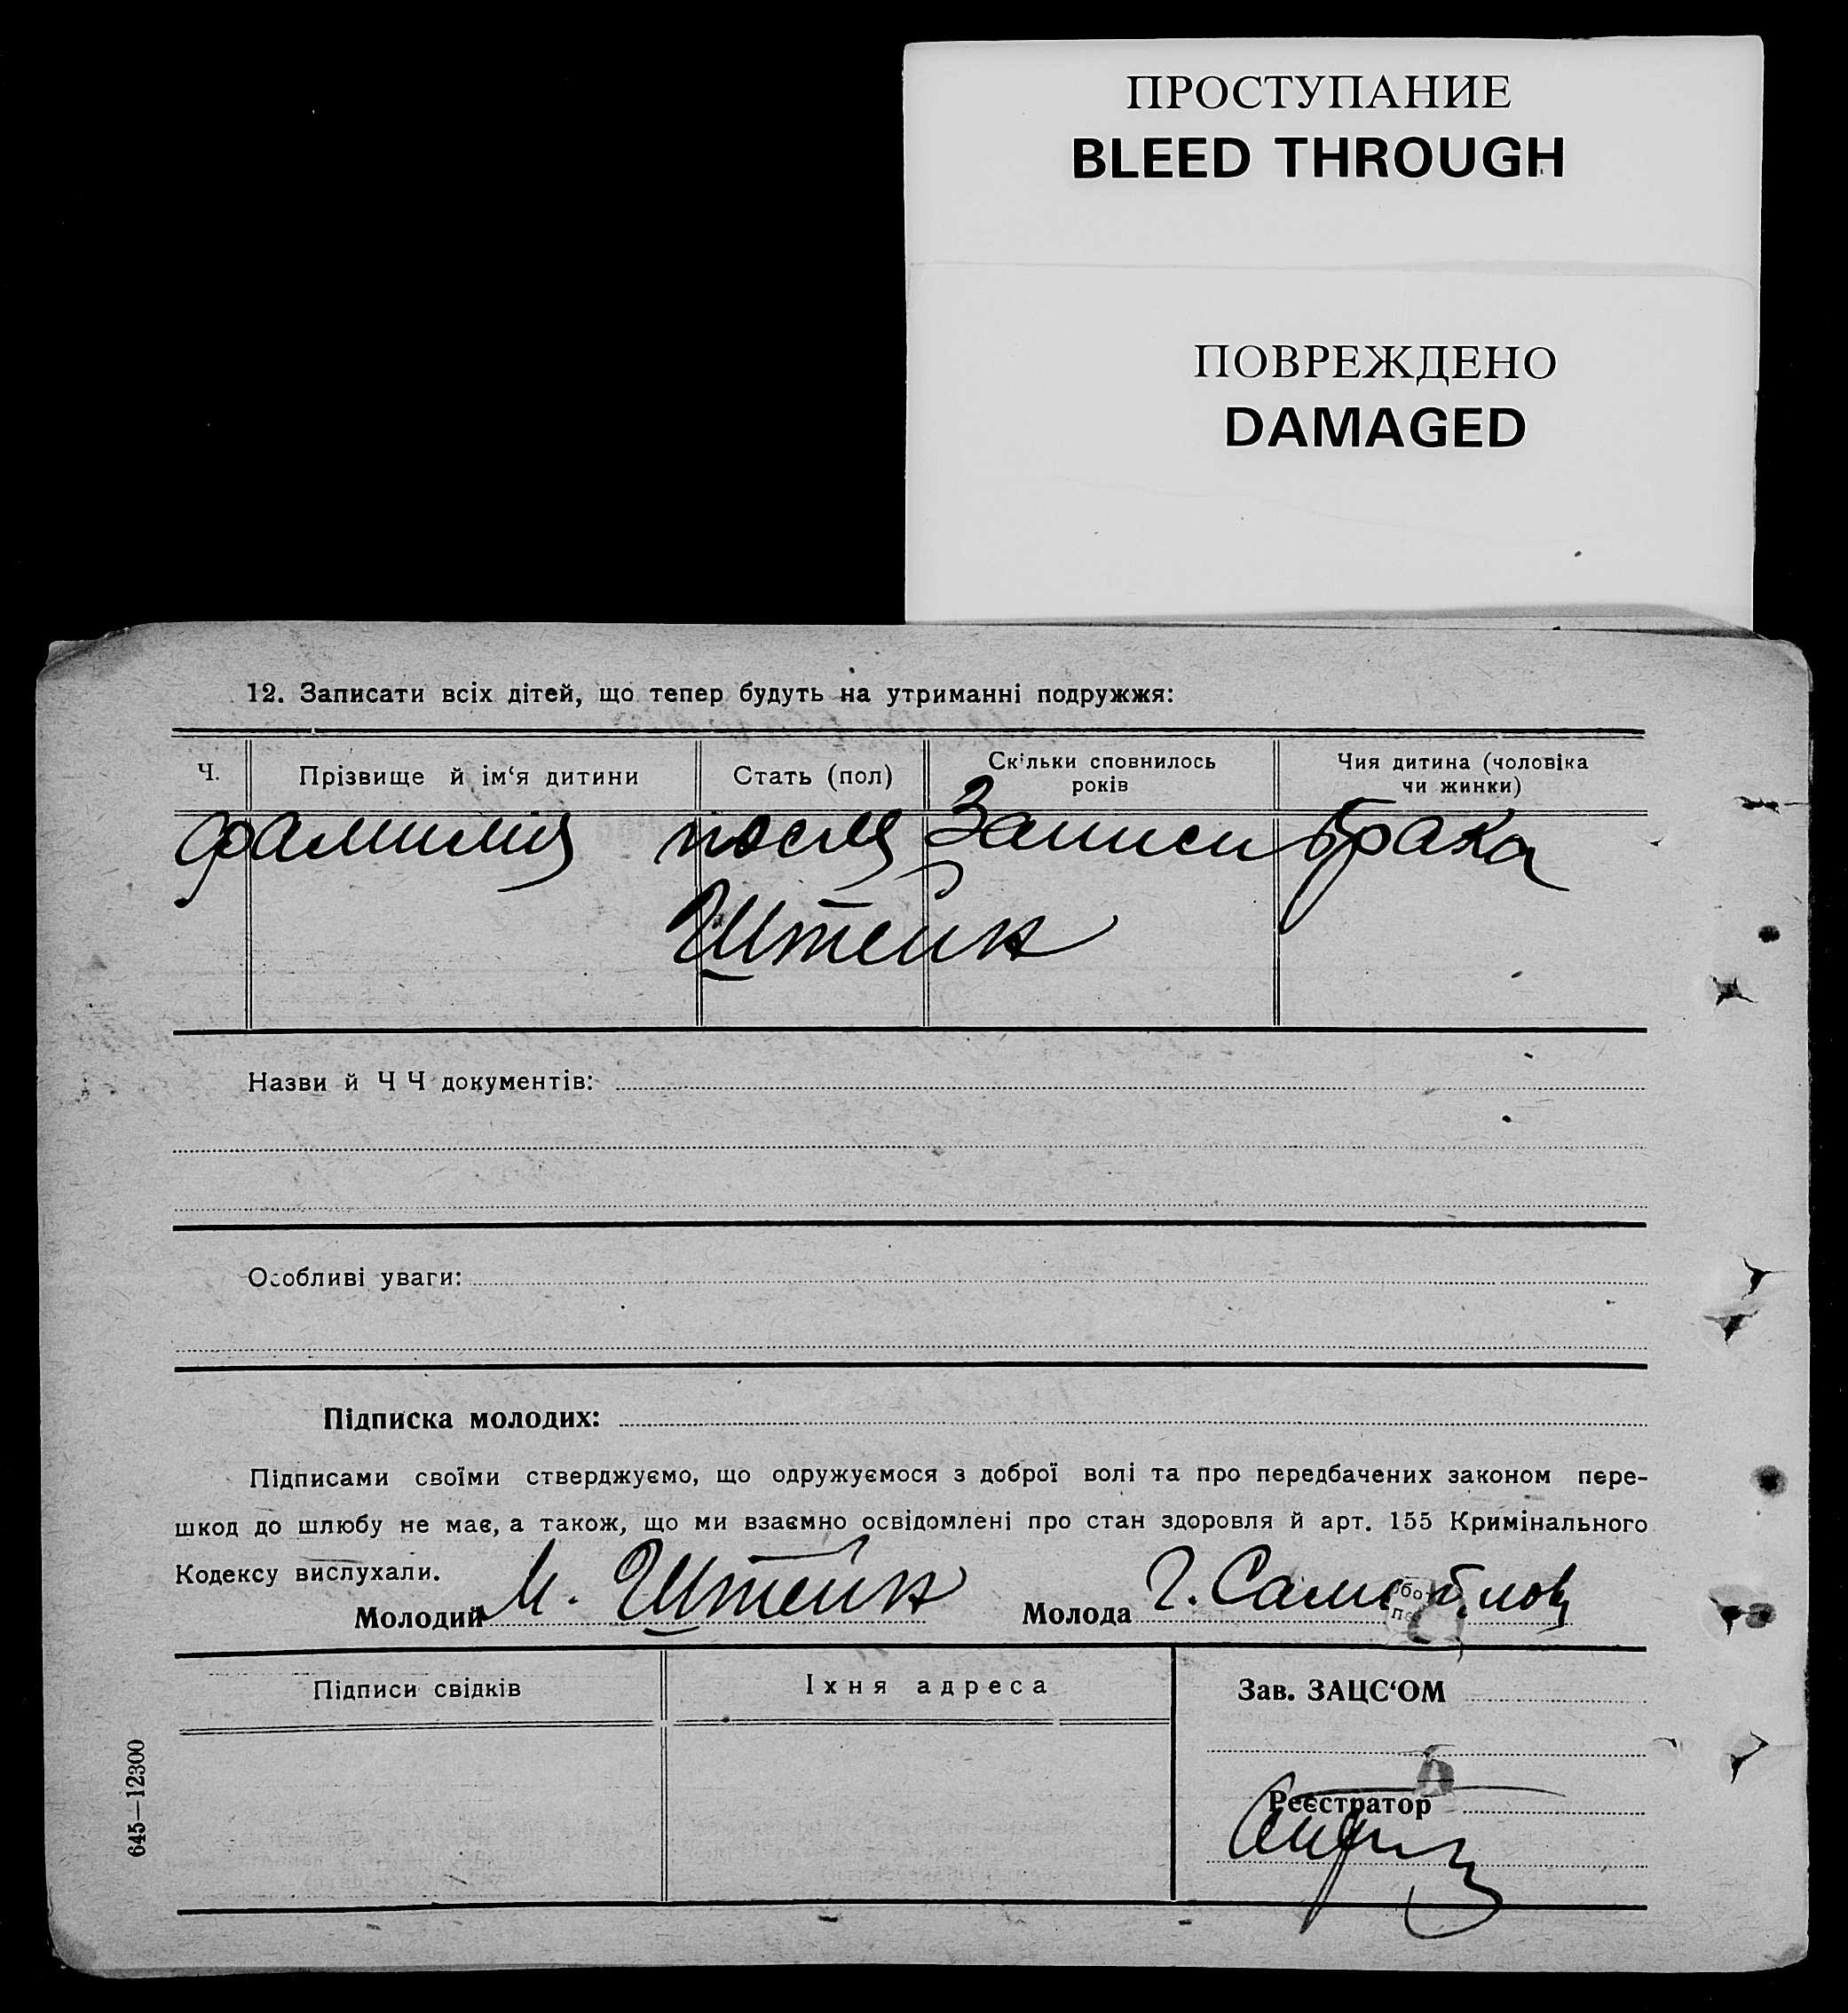 ПРОСТУПАНИЕ
BLEED THROUGH
ПОВРЕЖДЕНО
DAMAGED
12. Записати всіх дітей, що тепер будуть на утриманні подружжя:
Ч. Прізвище й ім‘я дитини Стать (пол) Скільки сповнилось років Чия дитина (чоловіка чи жинки)
фамилия после записи брака
Штейн
Назви й Ч Ч документів:
Особливі уваги:
Підписка молодих:
Підписами своїми стверджуємо, що одружуємося з доброї волі та про передбачених законом пере-
шкод до шлюбу не має, а також, що ми взаємно освідомлені про стан здоровля й арт. 155 Кримінального
Кодексу вислухали.
Молодий М. Штейн Молода Г.
Підписи свідків Їхня адреса Зав. ЗАЦС‘ОМ
Реєстратор
645—12300